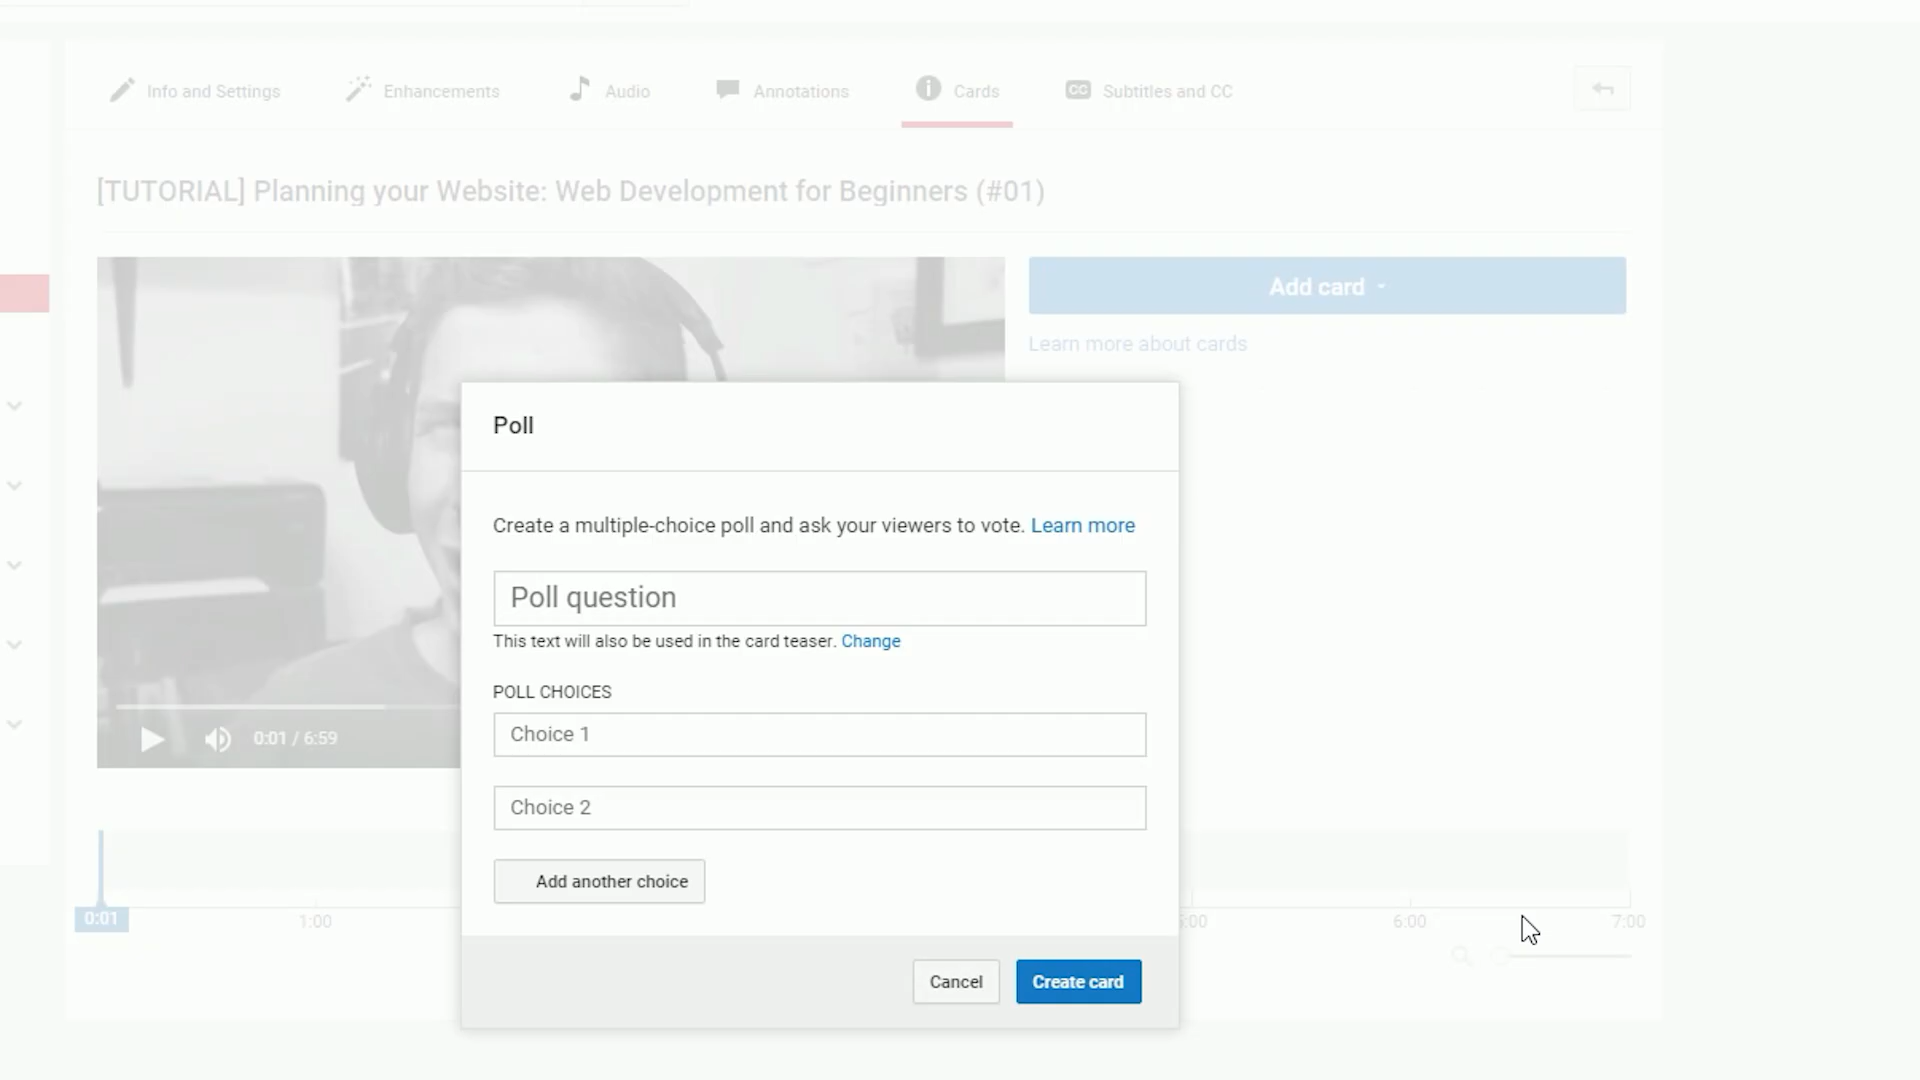 Info and Settings
Enhancements
Audio
Annotations
Cards
CC Subtitles and CC
[TUTORIAL] Planning your Website: Web Development for Beginners (#01)
Add card
Learn more about cards
Poll
Create a multiple-choice poll and ask your viewers to vote. Learn more
Poll question
This text will also be used in the card teaser. Change
POLL CHOICES
Choice 1
0:01 / 6:59
Choice 2
Add another choice
0:01
1:00
6:00
7:00
Cancel
Create card